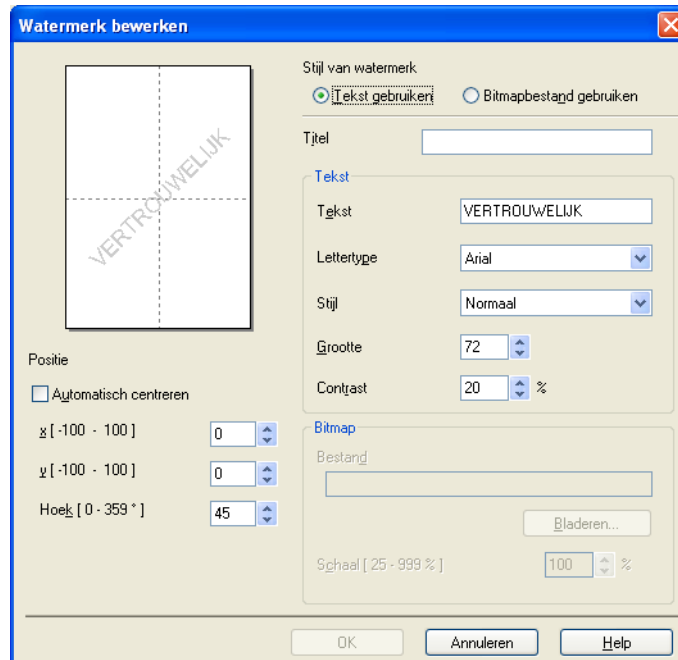 Watermerk bewerken
VERTROUWELIJK
Positie
Automatisch centreren
x [ -100 - 100 ] 0
y [ -100 - 100 ] 0
Hoek [ 0 - 359 ° ] 45
Stijl van watermerk
Tekst gebruiken Bitmapbestand gebruiken
Titel
Tekst
Tekst VERTROUWELIJK
Lettertype Arial
Stijl Normaal
Grootte 72
Contrast 20 %
Bitmap
Bestand
Bladeren...
Schaal [ 25 - 999 % ] 100 %
OK Annuleren Help